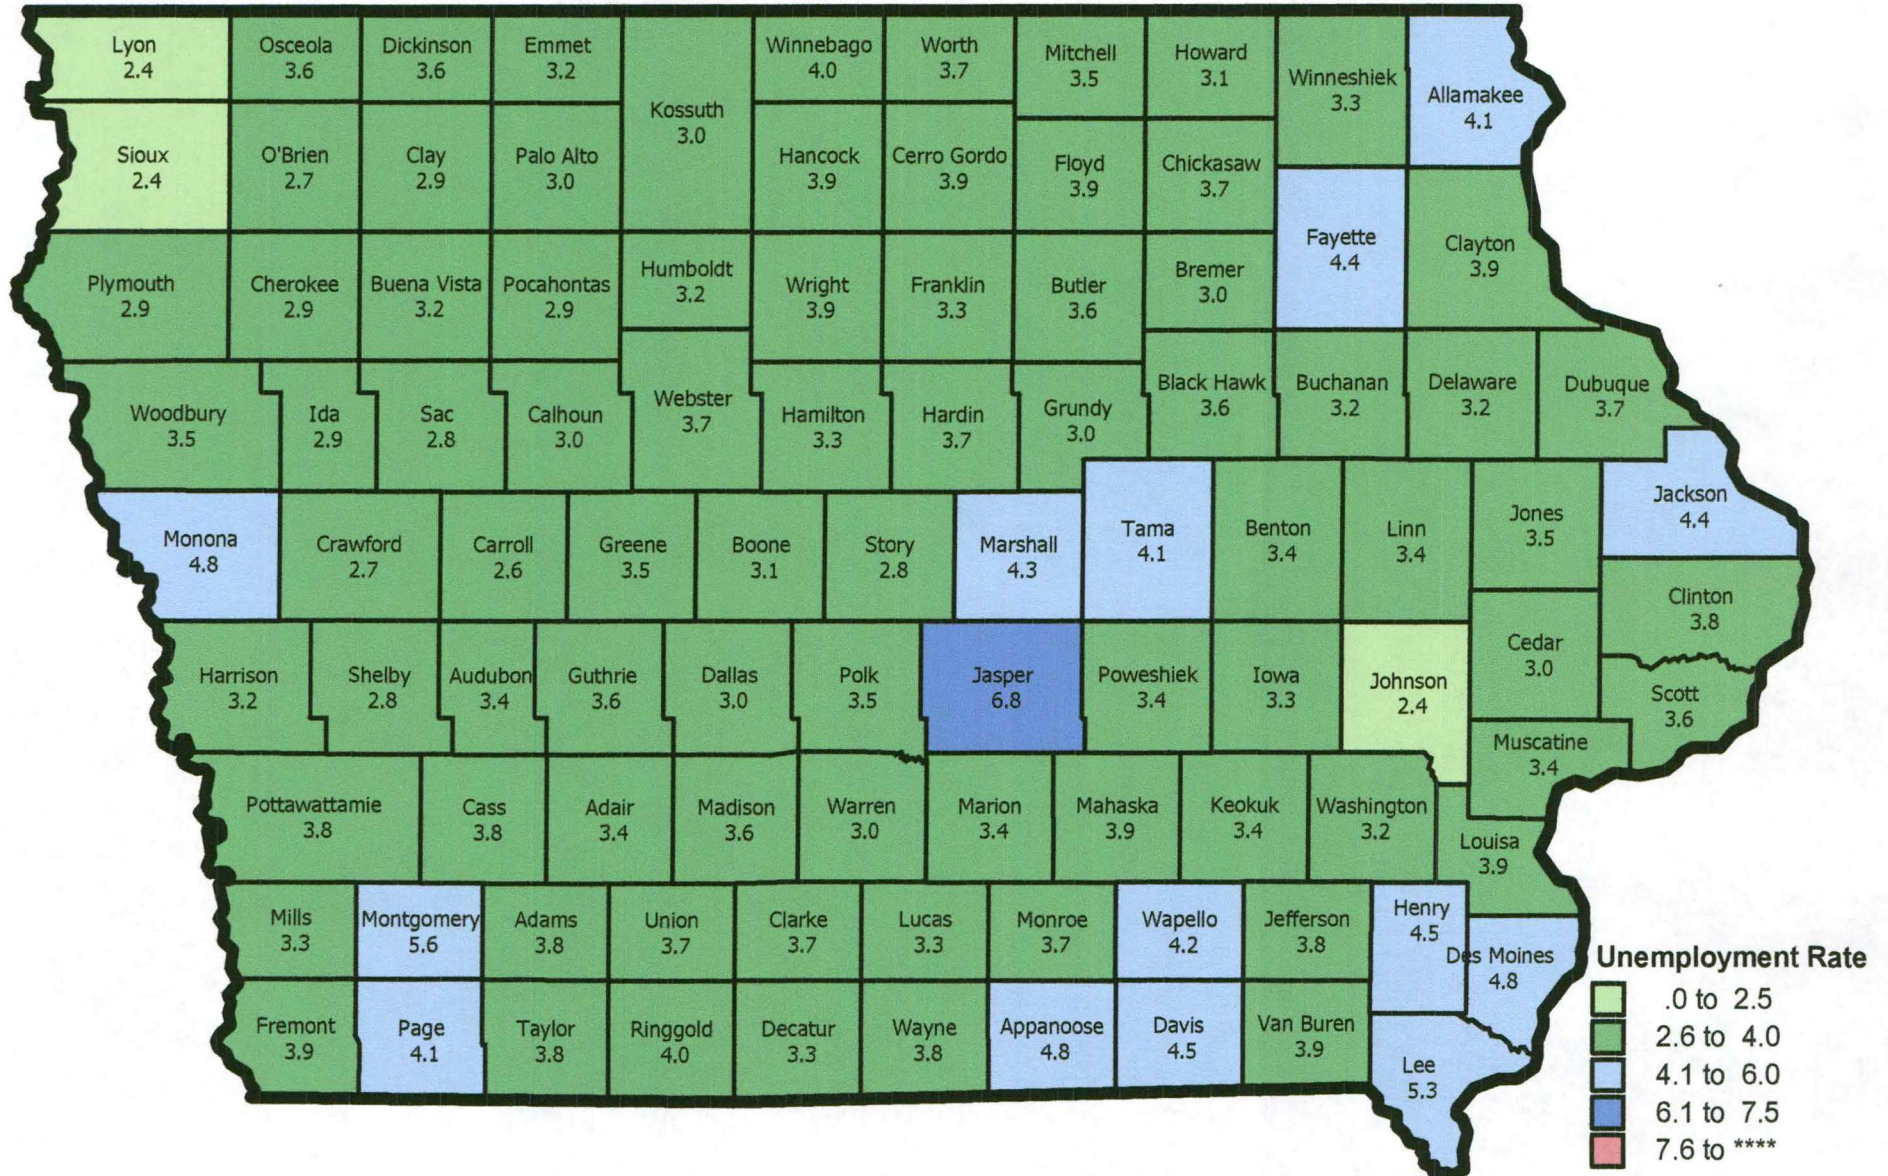 Lyon
2.4
Osceola
3.6
Dickinson
3.6
Emmet
3.2
Kossuth
3.0
Winnebago
4.0
Worth
3.7
Mitchell
3.5
Howard
3.1
Winneshiek
3.3
Allamakee
4.1
Sioux
2.4
O'Brien
2.7
Clay
2.9
Palo Alto
3.0
Hancock
3.9
Cerro Gordo
3.9
Floyd
3.9
Chickasaw
3.7
Fayette
4.4
Clayton
3.9
Plymouth
2.9
Cherokee
2.9
Buena Vista
3.2
Pocahontas
2.9
Humboldt
3.2
Wright
3.9
Franklin
3.3
Butler
3.6
Bremer
3.0
Woodbury
3.5
Ida
2.9
Sac
2.8
Calhoun
3.0
Webster
3.7
Hamilton
3.3
Hardin
3.7
Grundy
3.0
Black Hawk
3.6
Buchanan
3.2
Delaware
3.2
Dubuque
3.7
Monona
4.8
Crawford
2.7
Carroll
2.6
Greene
3.5
Boone
3.1
Story
2.8
Marshall
4.3
Tama
4.1
Benton
3.4
Linn
3.4
Jones
3.5
Jackson
4.4
Clinton
3.8
Harrison
3.2
Shelby
2.8
Audubon
3.4
Guthrie
3.6
Dallas
3.0
Polk
3.5
Jasper
6.8
Poweshiek
3.4
Iowa
3.3
Johnson
2.4
Cedar
3.0
Scott
3.6
Muscatine
3.4
Pottawattamie
3.8
Cass
3.8
Adair
3.4
Madison
3.6
Warren
3.0
Marion
3.4
Mahaska
3.9
Keokuk
3.4
Washington
3.2
Louisa
3.9
Mills
3.3
Montgomery
5.6
Adams
3.8
Union
3.7
Clarke
3.7
Lucas
3.3
Monroe
3.7
Wapello
4.2
Jefferson
3.8
Henry
4.5
Des Moines
4.8
Fremont
3.9
Page
4.1
Taylor
3.8
Ringgold
4.0
Decatur
3.3
Wayne
3.8
Appanoose
4.8
Davis
4.5
Van Buren
3.9
Lee
5.3
Unemployment Rate
.0 to 2.5
2.6 to 4.0
4.1 to 6.0
6.1 to 7.5
7.6 to ****